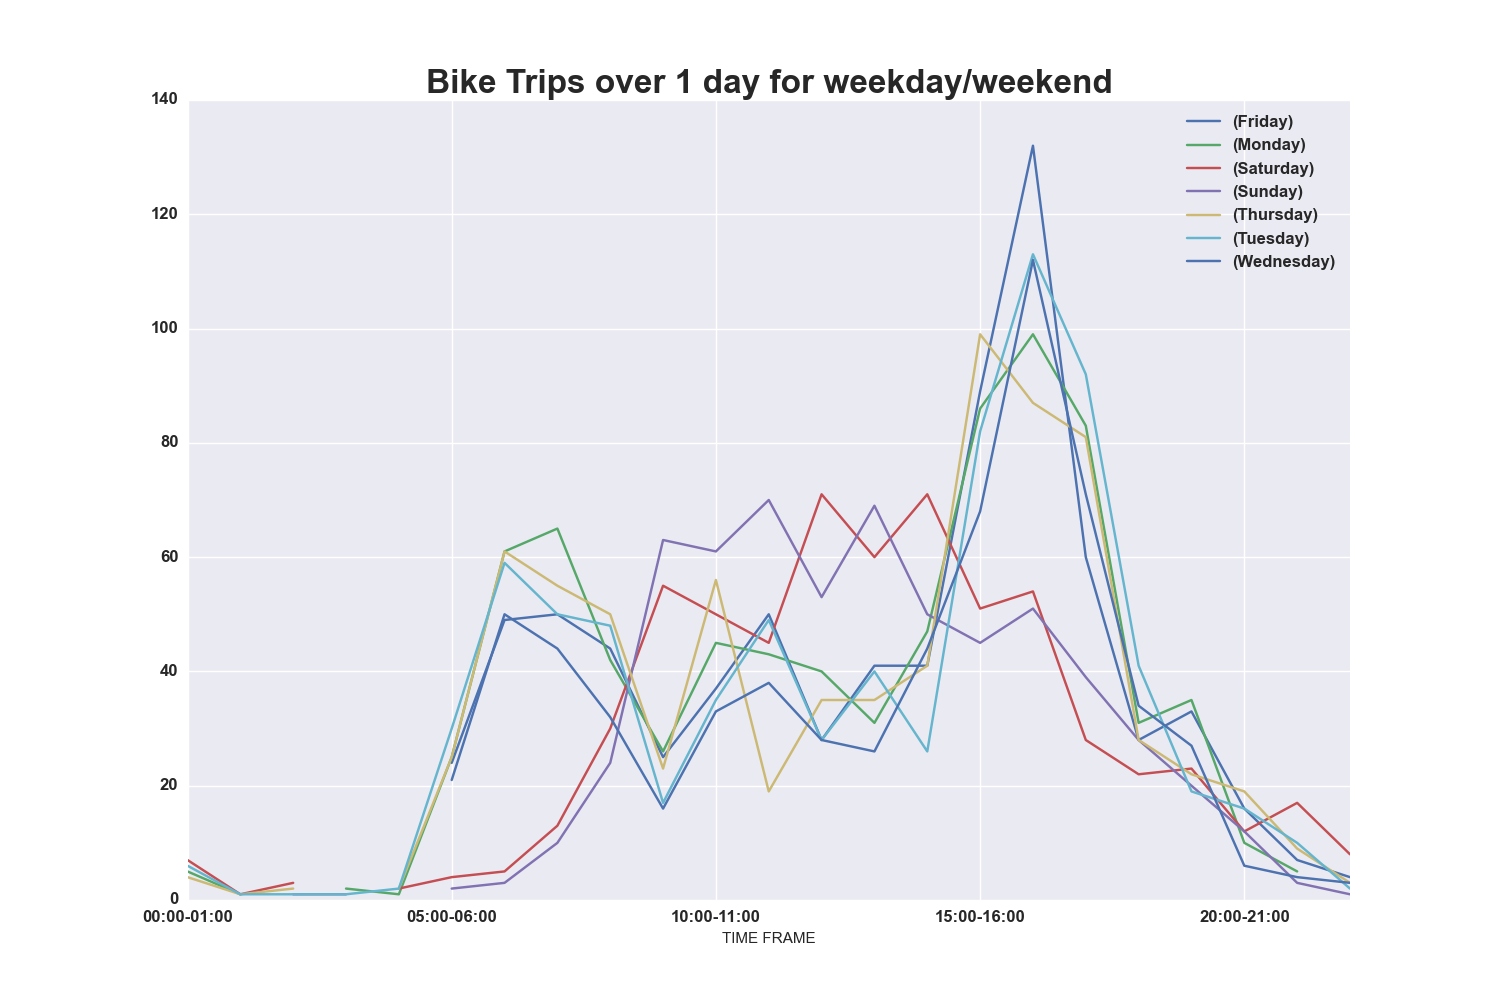 Bike Trips over 1 day for weekday/weekend
140
120
100
80
60
40
20
0
(Friday)
(Monday)
(Saturday)
(Sunday)
(Thursday)
(Tuesday)
(Wednesday)
00:00-01:00 05:00-06:00 10:00-11:00 15:00-16:00 20:00-21:00
TIME FRAME